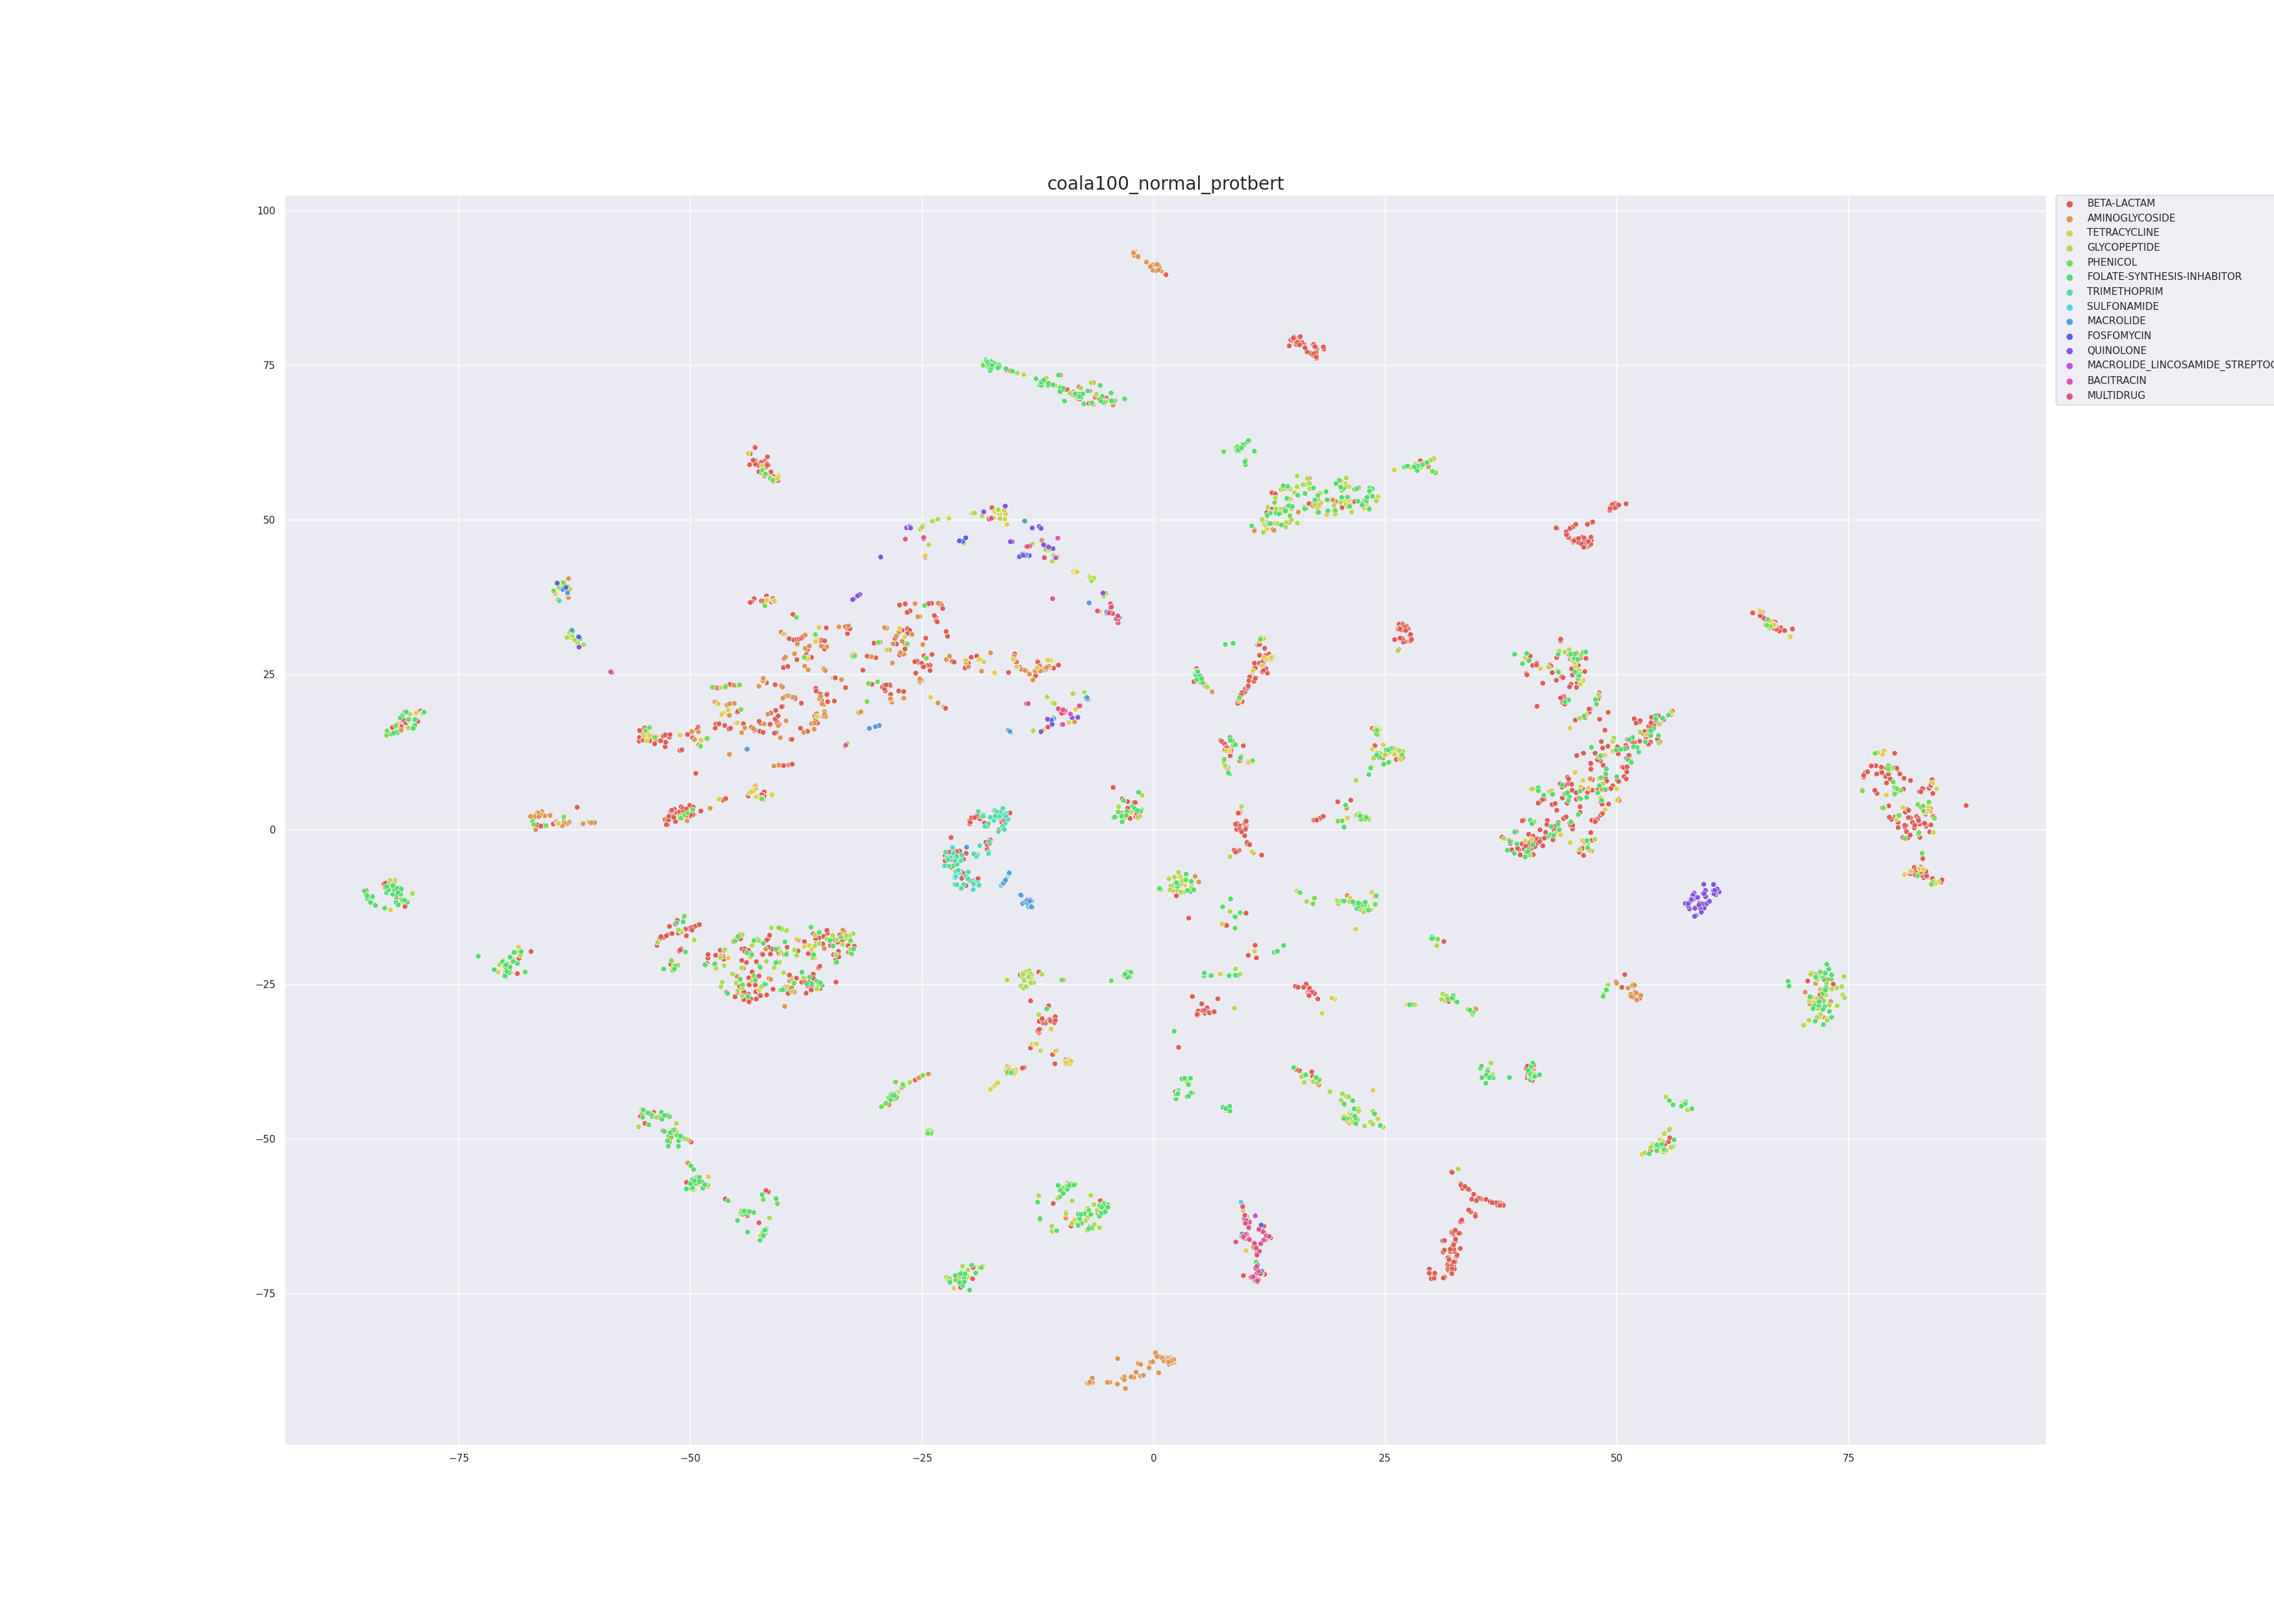 coala100_normal_protbert
100
75
50
25
0
−25
−50
−75
−75
−50
−25
0
25
50
75
BETA-LACTAM
AMINOGLYCOSIDE
TETRACYCLINE
GLYCOPEPTIDE
PHENICOL
FOLATE-SYNTHESIS-INHABITOR
TRIMETHOPRIM
SULFONAMIDE
MACROLIDE
FOSFOMYCIN
QUINOLONE
MACROLIDE_LINCOSAMIDE_STREPTOG
BACITRACIN
MULTIDRUG